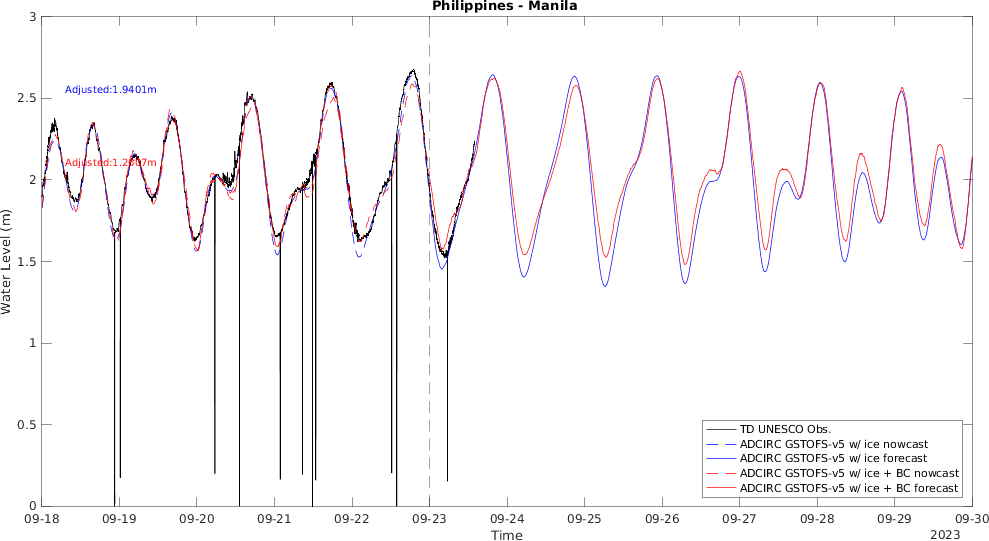 Philippines - Manila
3
2.5
2
1.5
1
0.5
0
Water Level (m)
Adjusted:1.9401m
TD UNESCO Obs.
ADCIRC GSTOFS-v5 w/ ice nowcast
ADCIRC GSTOFS-v5 w/ ice forecast
ADCIRC GSTOFS-v5 w/ ice + BC nowcast
ADCIRC GSTOFS-v5 w/ ice + BC forecast
09-18 09-19 09-20 09-21 09-22 09-23 09-24 09-25 09-26 09-27 09-28 09-29 09-30
Time
2023